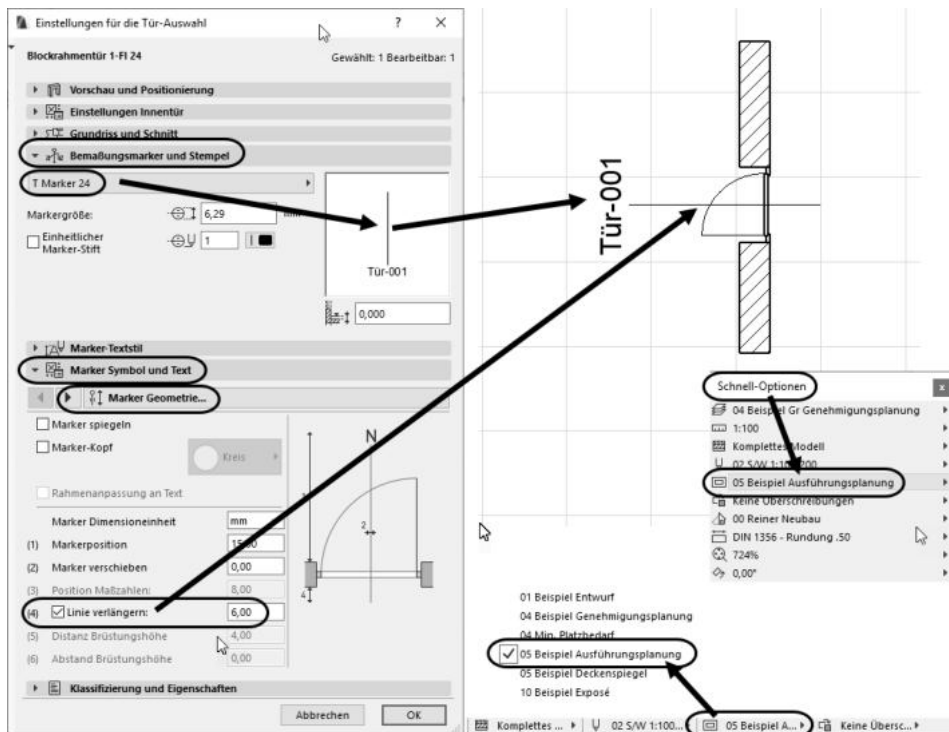 Einstellungen für die Tür-Auswahl
? ×
Blockrahmentür 1-Fl 24
Gewählt: 1 Bearbeitbar: 1
Vorschau und Positionierung
Einstellungen Innentür
Grundriss und Schnitt
Bemaßungsmarker und Stempel
T Marker 24
Markergröße:
6,29
mm
Einheitlicher
Marker-Stift
1
Tür-001
0,000
Marker-Textstil
Marker Symbol und Text
Marker Geometrie...
Marker spiegeln
Marker-Kopf
Kreis
Rahmenanpassung an Text
Marker Dimensioneinheit
mm
(1) Markerposition
(2) Marker verschieben 0,00
(3) Position Maßzahlen: 8,00
(4) Linie verlängern: 6,00
(5) Distanz Brüstungshöhe 4,00
(6) Abstand Brüstungshöhe 0,00
N
1
2
4
Klassifizierung und Eigenschaften
Abbrechen
OK
Tür-001
Schnell-Optionen
x
04 Beispiel Gr Genehmigungsplanung
1:100
Komplettes Modell
02 S/W
05 Beispiel Ausführungsplanung
Keine Überschreibungen
00 Reiner Neubau
DIN 1356 - Rundung .50
724%
0,00°
01 Beispiel Entwurf
04 Beispiel Genehmigungsplanung
04 Min. Platzbedarf
05 Beispiel Ausführungsplanung
05 Beispiel Deckenspiegel
10 Beispiel Exposé
Komplettes ...
02 S/W 1:100...
05 Beispiel A...
Keine Übersc...